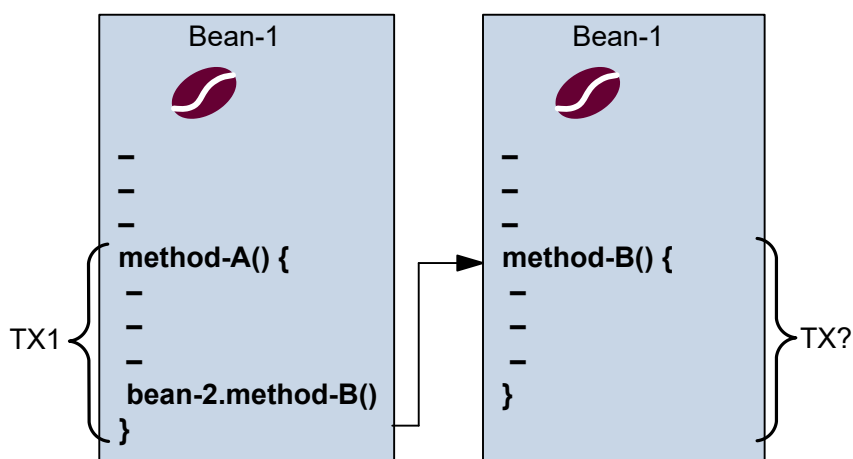 Bean-1
–
–
–
method-A() {
–
–
–
bean-2.method-B()
}
TX1
Bean-1
–
–
–
method-B() {
–
–
–
}
TX?